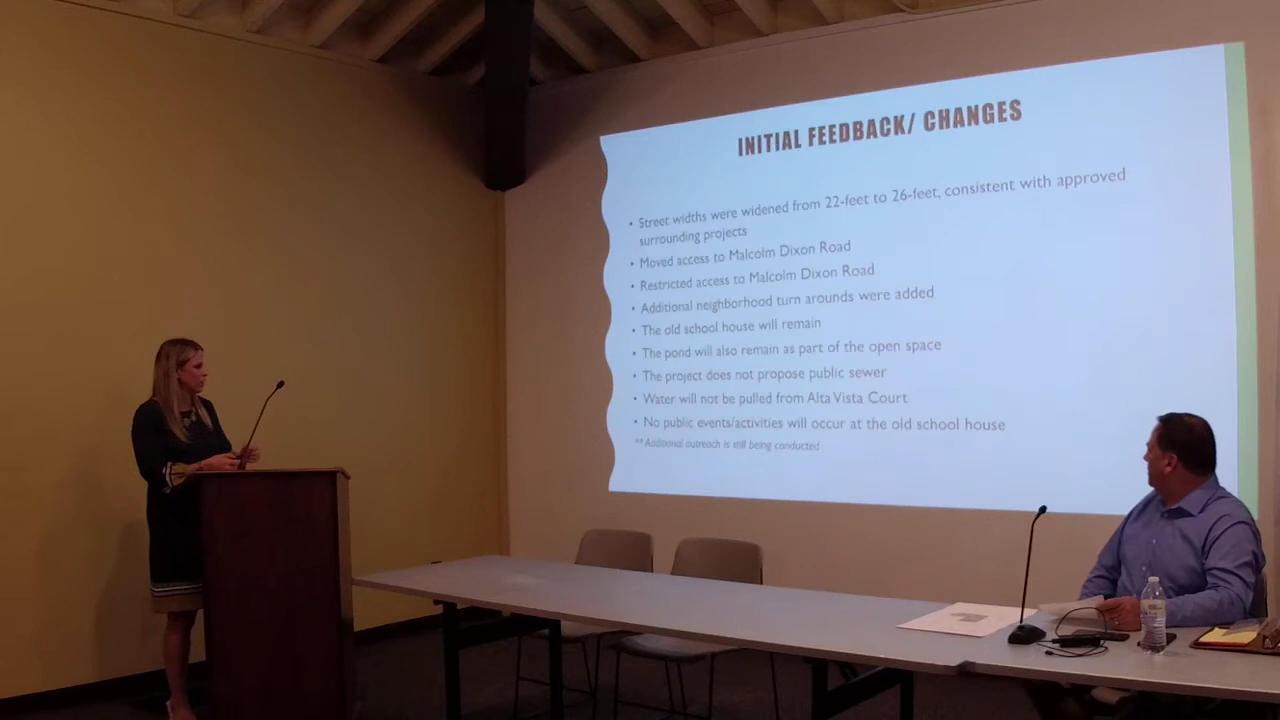 INITIAL FEEDBACK/ CHANGES
• Street widths were widened from 22-feet to 26-feet, consistent with approved
surrounding projects
• Moved access to Malcolm Dixon Road
• Restricted access to Malcolm Dixon Road
• Additional neighborhood turn arounds were added
• The old school house will remain
• The pond will also remain as part of the open space
• The project does not propose public sewer
• Water will not be pulled from Alta Vista Court
• No public events/activities will occur at the old school house
** Additional outreach is still being conducted